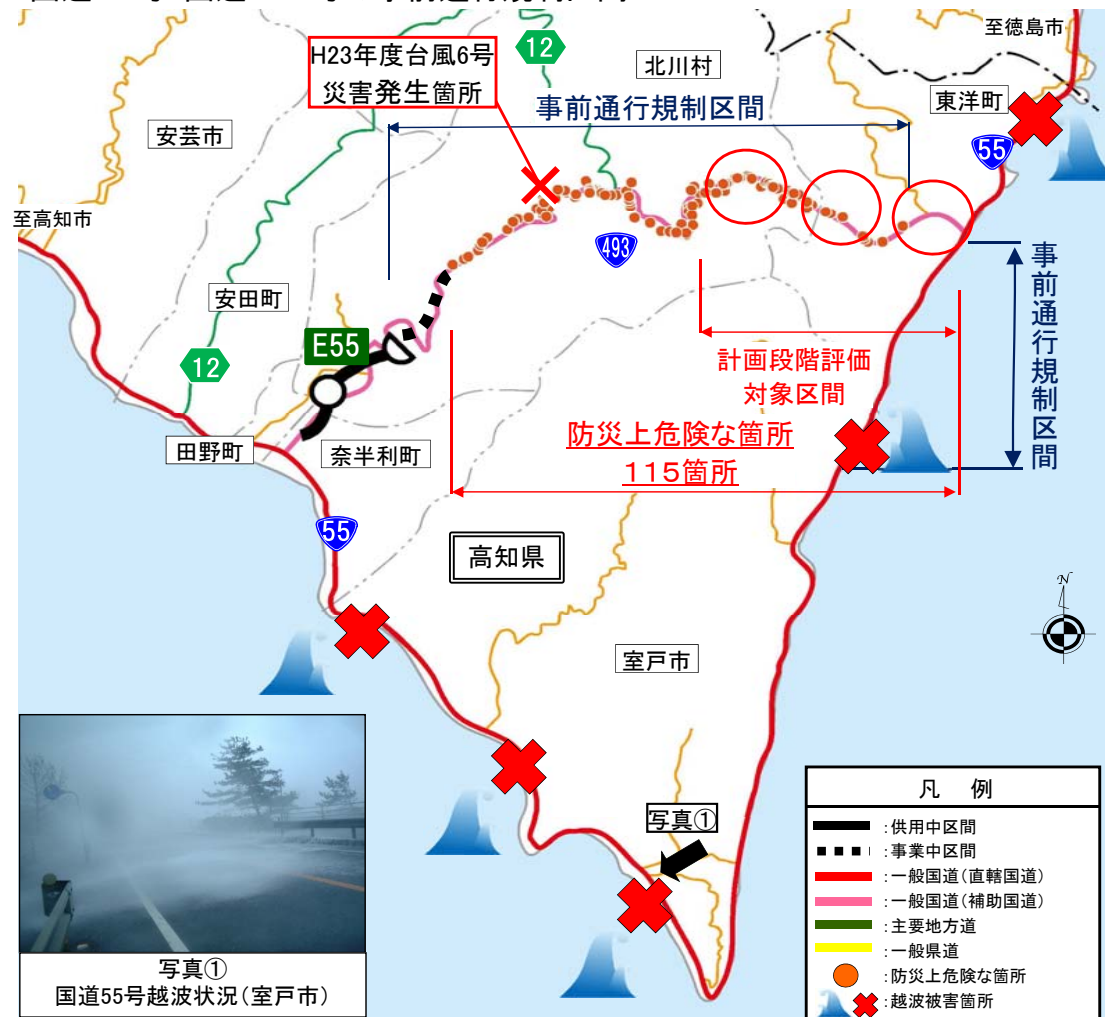 至徳島市
12
H23年度台風6号
災害発生箇所
北川村
東洋町
事前通行規制区間
安芸市
55
至高知市
493
事前通行規制区間
安田町
E55
12
計画段階評価
対象区間
防災上危険な箇所
115箇所
田野町
奈半利町
55
高知県
N
室戸市
写真①
写真①
国道55号越波状況(室戸市)
凡 例
:供用中区間
:事業中区間
:一般国道(直轄国道)
:一般国道(補助国道)
:主要地方道
:一般県道
:防災上危険な箇所
:越波被害箇所